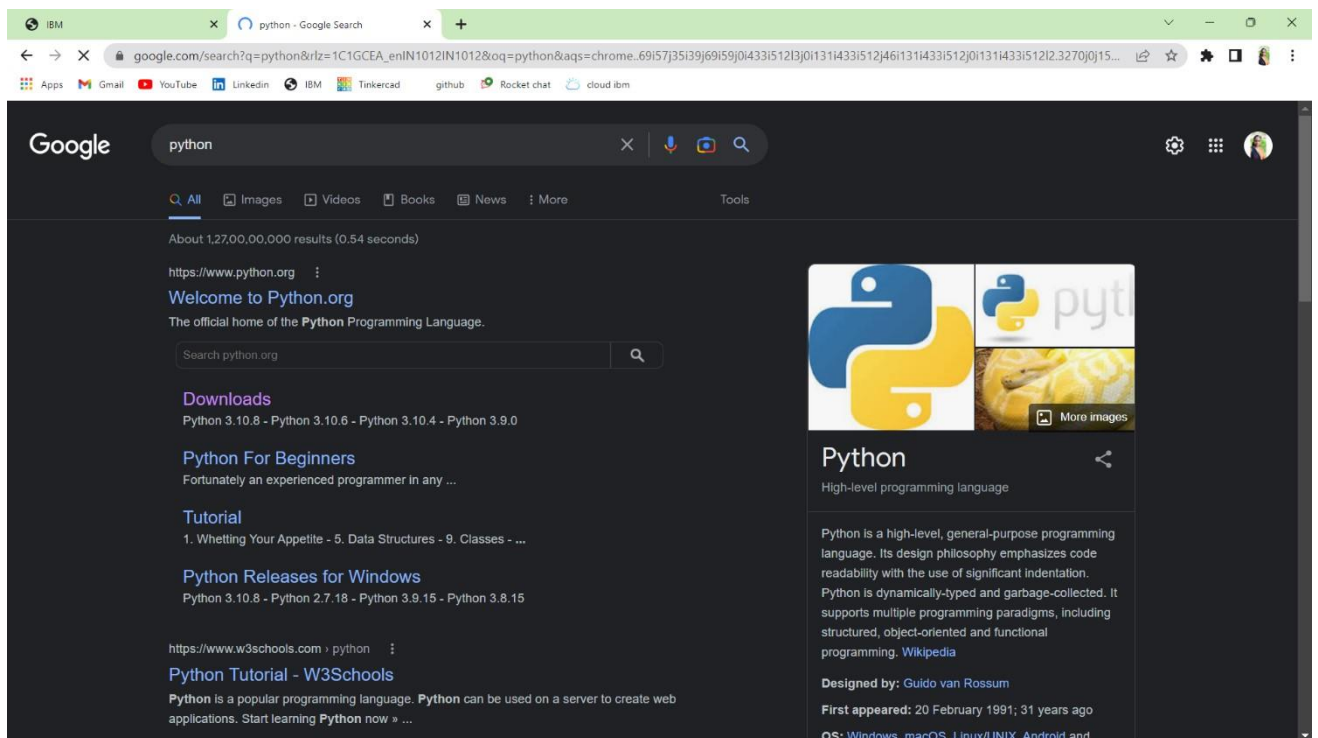 IBM
python - Google Search
google.com/search?q=python&rlz=1C1GCEA_enIN1012IN1012&oq=python&aqs=chrome..69i57j35i39j69i59j0i433i512l3j0i131i433i512j46i131i433i512j0i131i433i512l2.3270j0j15...
Apps Gmail YouTube Linkedin IBM Tinkercad github Rocket chat cloud ibm
Google
python
All Images Videos Books News More Tools
About 1,27,00,00,000 results (0.54 seconds)
https://www.python.org
Welcome to Python.org
The official home of the Python Programming Language.
Search python.org
Downloads
Python 3.10.8 - Python 3.10.6 - Python 3.10.4 - Python 3.9.0
Python For Beginners
Fortunately an experienced programmer in any ...
Tutorial
1. Whetting Your Appetite - 5. Data Structures - 9. Classes - ...
Python Releases for Windows
Python 3.10.8 - Python 2.7.18 - Python 3.9.15 - Python 3.8.15
https://www.w3schools.com › python
Python Tutorial - W3Schools
Python is a popular programming language. Python can be used on a server to create web
applications. Start learning Python now » ...
pyt
More images
Python
High-level programming language
Python is a high-level, general-purpose programming
language. Its design philosophy emphasizes code
readability with the use of significant indentation.
Python is dynamically-typed and garbage-collected. It
supports multiple programming paradigms, including
structured, object-oriented and functional
programming. Wikipedia
Designed by: Guido van Rossum
First appeared: 20 February 1991; 31 years ago
OS: Windows, macOS, Linux/UNIX, Android and